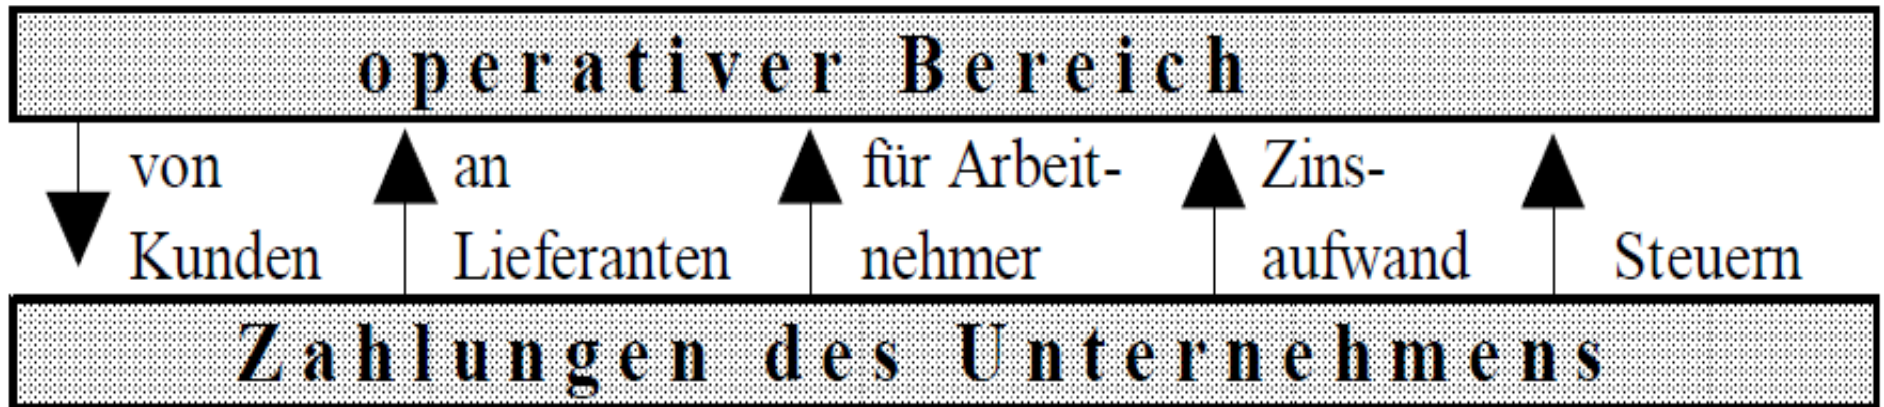 operativer Bereich
von
Kunden
an
Lieferanten
für Arbeit-
nehmer
Zins-
aufwand
Steuern
Zahlungen des Unternehmens